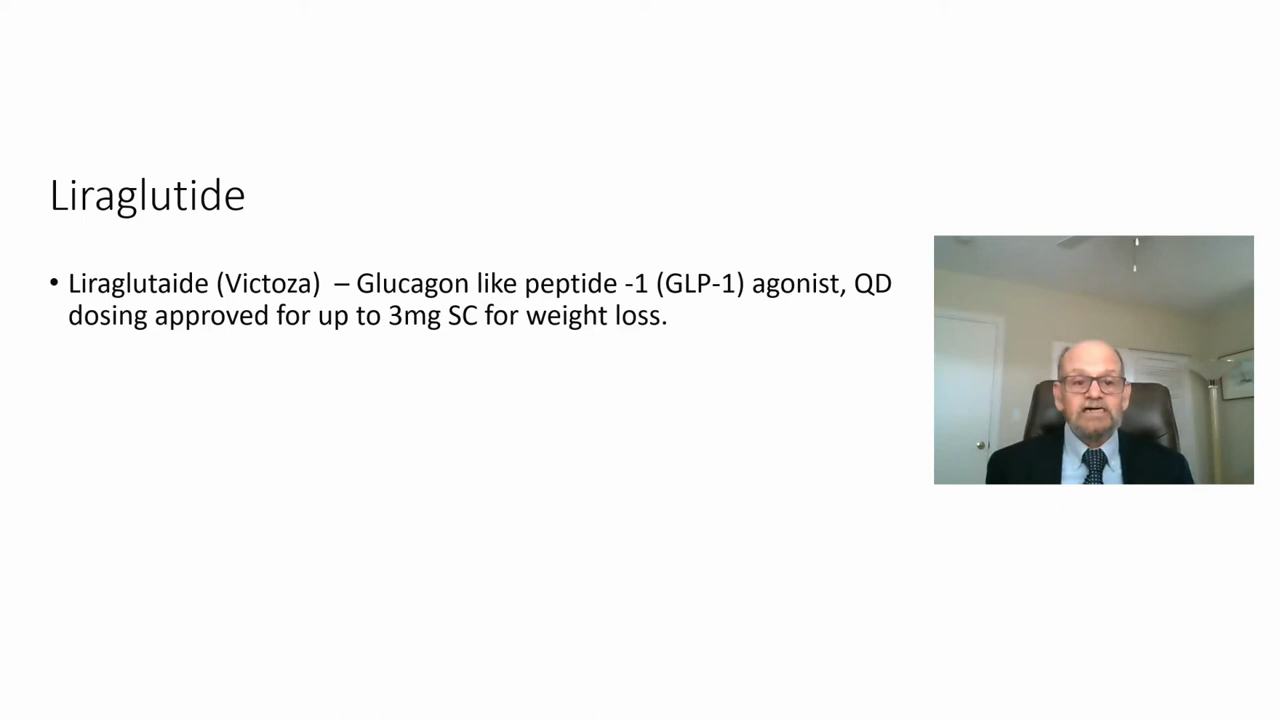 Liraglutide
• Liraglutaide (Victoza) – Glucagon like peptide -1 (GLP-1) agonist, QD
dosing approved for up to 3mg SC for weight loss.